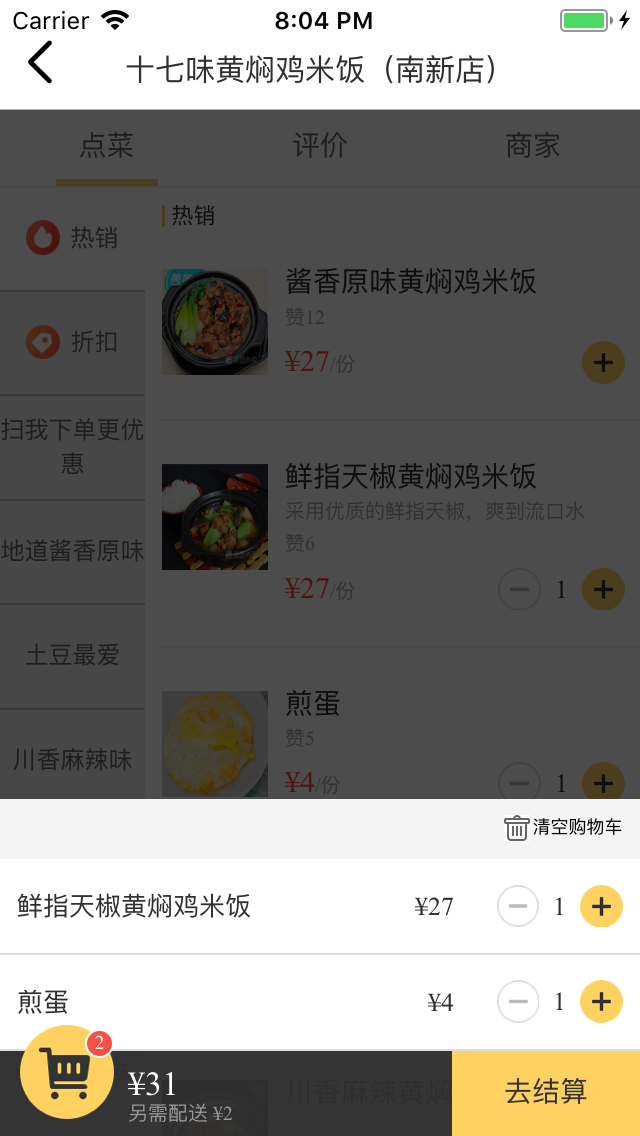 Carrier 8:04 PM
十七味黄焖鸡米饭（南新店）
点菜 评价 商家
热销
折扣
扫我下单更优
惠
地道酱香原味
土豆最爱
川香麻辣味
热销
酱香原味黄焖鸡米饭
赞12
¥27/份
鲜指天椒黄焖鸡米饭
采用优质的鲜指天椒，爽到流口水
赞6
¥27/份 1
煎蛋
赞5
¥4/份 1
清空购物车
鲜指天椒黄焖鸡米饭 ¥27 1
煎蛋 ¥4 1
2
¥31
另需配送 ¥2
川香麻辣黄焖
去结算